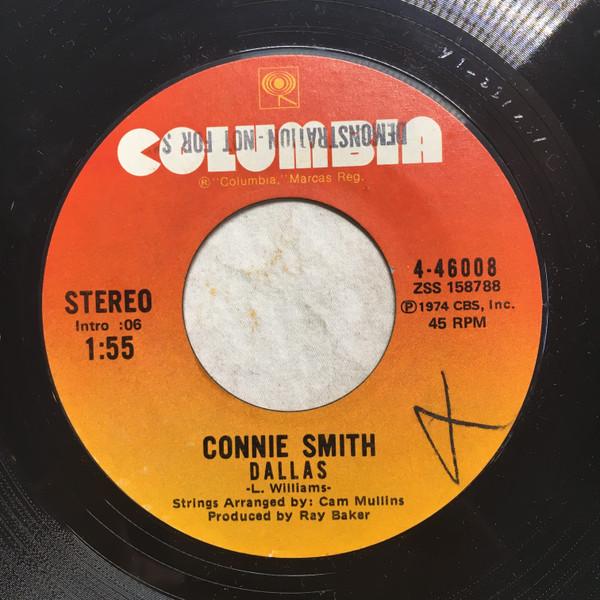 COLUMBIA
DEMONSTRATION-NOT FOR S
® "Columbia," Marcas Reg.
STEREO
Intro :06
1:55
4-46008
ZSS 158788
Ⓟ 1974 CBS, Inc.
45 RPM
X
CONNIE SMITH
DALLAS
-L. Williams-
Strings Arranged by: Cam Mullins
Produced by Ray Baker